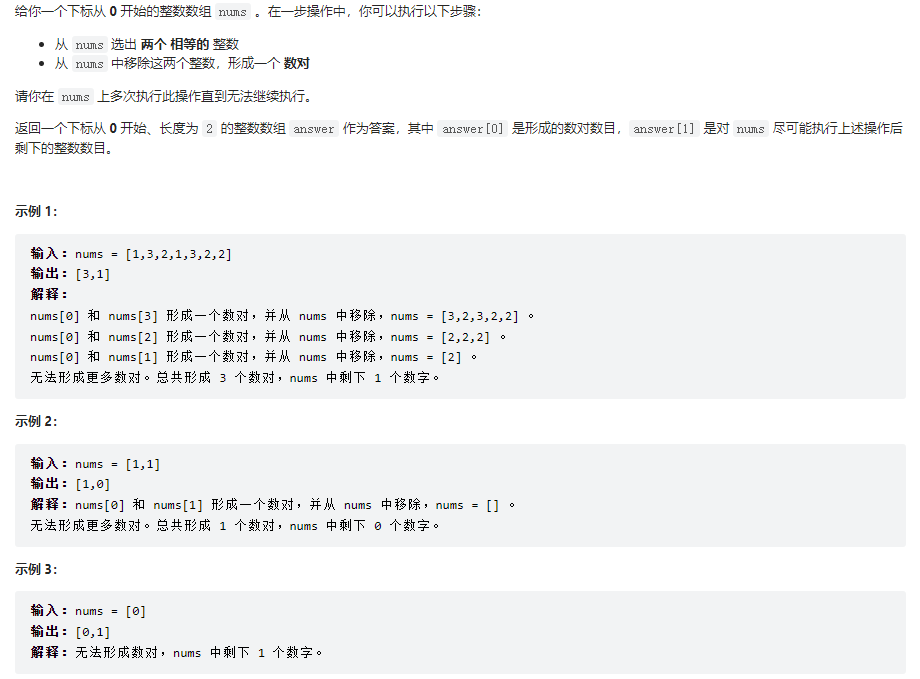 给你一个下标从 0 开始的整数数组 nums 。在一步操作中,你可以执行以下步骤:
• 从 nums 选出 两个 相等的 整数
• 从 nums 中移除这两个整数,形成一个 数对
请你在 nums 上多次执行此操作直到无法继续执行。
返回一个下标从 0 开始、长度为 2 的整数数组 answer 作为答案,其中 answer[0] 是形成的数对数目,answer[1] 是对 nums 尽可能执行上述操作后
剩下的整数数目。
示例 1:
输入:nums = [1,3,2,1,3,2,2]
输出:[3,1]
解释:
nums[0] 和 nums[3] 形成一个数对,并从 nums 中移除,nums = [3,2,3,2,2] 。
nums[0] 和 nums[2] 形成一个数对,并从 nums 中移除,nums = [2,2,2] 。
nums[0] 和 nums[1] 形成一个数对,并从 nums 中移除,nums = [2] 。
无法形成更多数对。总共形成 3 个数对,nums 中剩下 1 个数字。
示例 2:
输入:nums = [1,1]
输出:[1,0]
解释:nums[0] 和 nums[1] 形成一个数对,并从 nums 中移除,nums = [] 。
无法形成更多数对。总共形成 1 个数对,nums 中剩下 0 个数字。
示例 3:
输入:nums = [0]
输出:[0,1]
解释:无法形成数对,nums 中剩下 1 个数字。